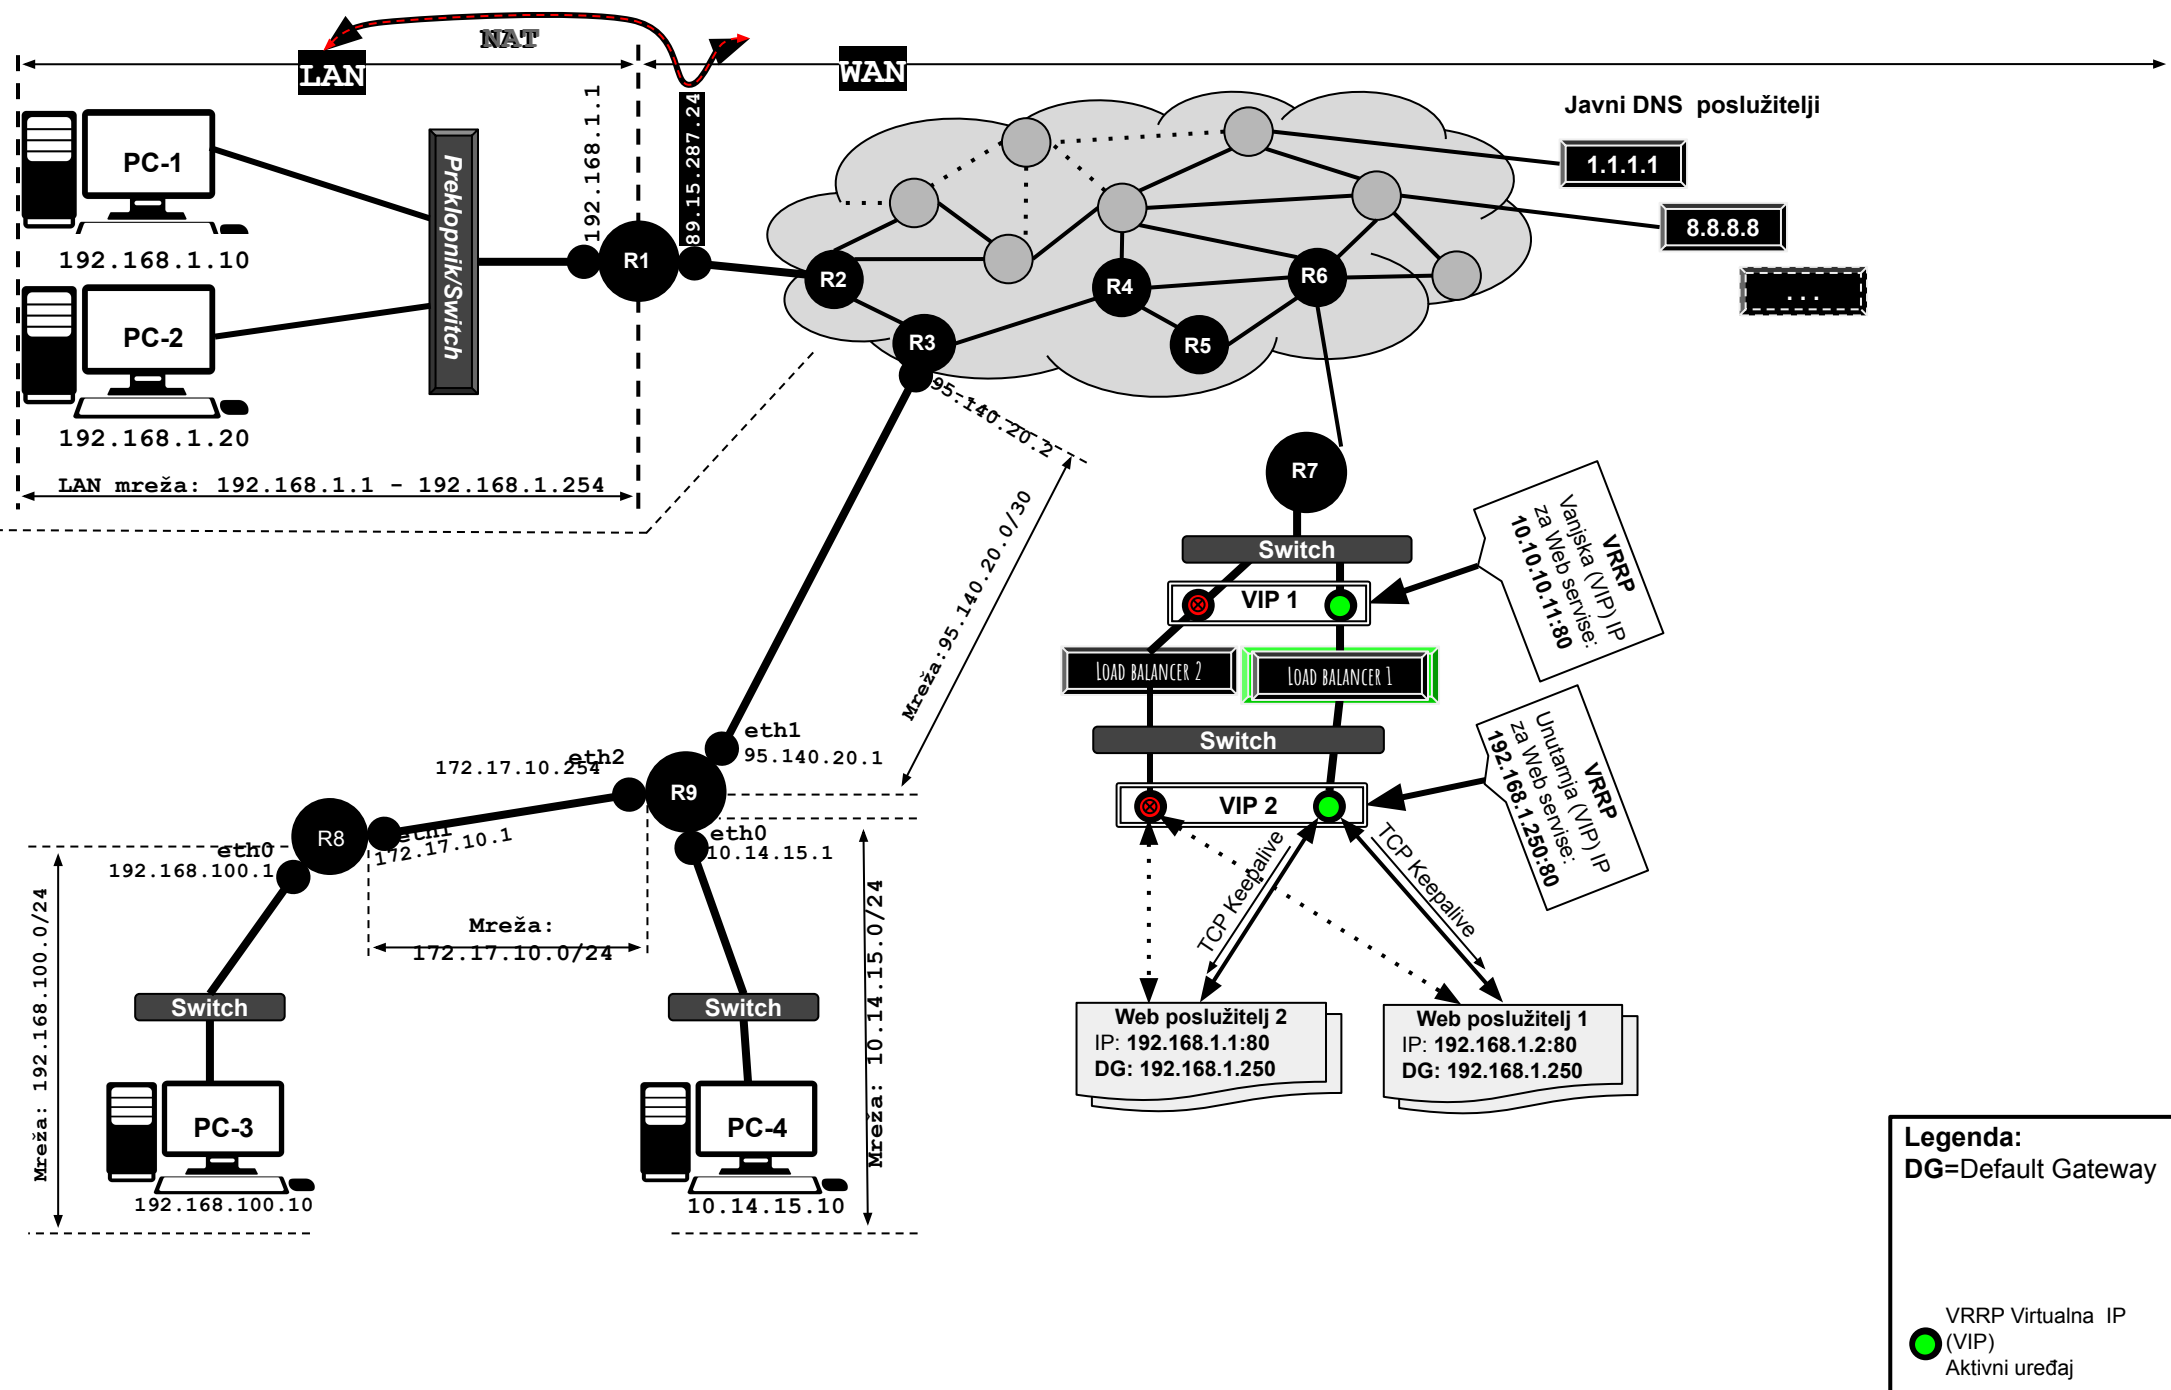 NAT
LAN
WAN
Javni DNS  poslužitelji
1.1.1.1
8.8.8.8
...
PC-1
192.168.1.10
PC-2
192.168.1.20
Preklopnik/Switch
192.168.1.1
89.15.287.24
R1
R2
R3
R4
R5
R6
LAN mreža: 192.168.1.1 - 192.168.1.254
95.140.20.2
Mreža:95.140.20.0/30
R7
Switch
VIP 1
VRRP
Vanjska (VIP) IP
za Web servise:
10.10.10.11:80
Load balancer 2
Load balancer 1
Switch
VIP 2
VRRP
Unutarnja (VIP) IP
za Web servise:
192.168.1.250:80
TCP Keepalive
TCP Keepalive
Web poslužitelj 2
IP: 192.168.1.1:80
DG: 192.168.1.250
Web poslužitelj 1
IP: 192.168.1.2:80
DG: 192.168.1.250
eth1
95.140.20.1
eth2
172.17.10.254
R9
eth0
10.14.15.1
R8
eth1
172.17.10.1
eth0
192.168.100.1
Mreža:
172.17.10.0/24
Mreža: 192.168.100.0/24
Mreža: 10.14.15.0/24
Switch
PC-3
192.168.100.10
Switch
PC-4
10.14.15.10
Legenda:
DG=Default Gateway
VRRP Virtualna  IP
(VIP)
Aktivni uređaj